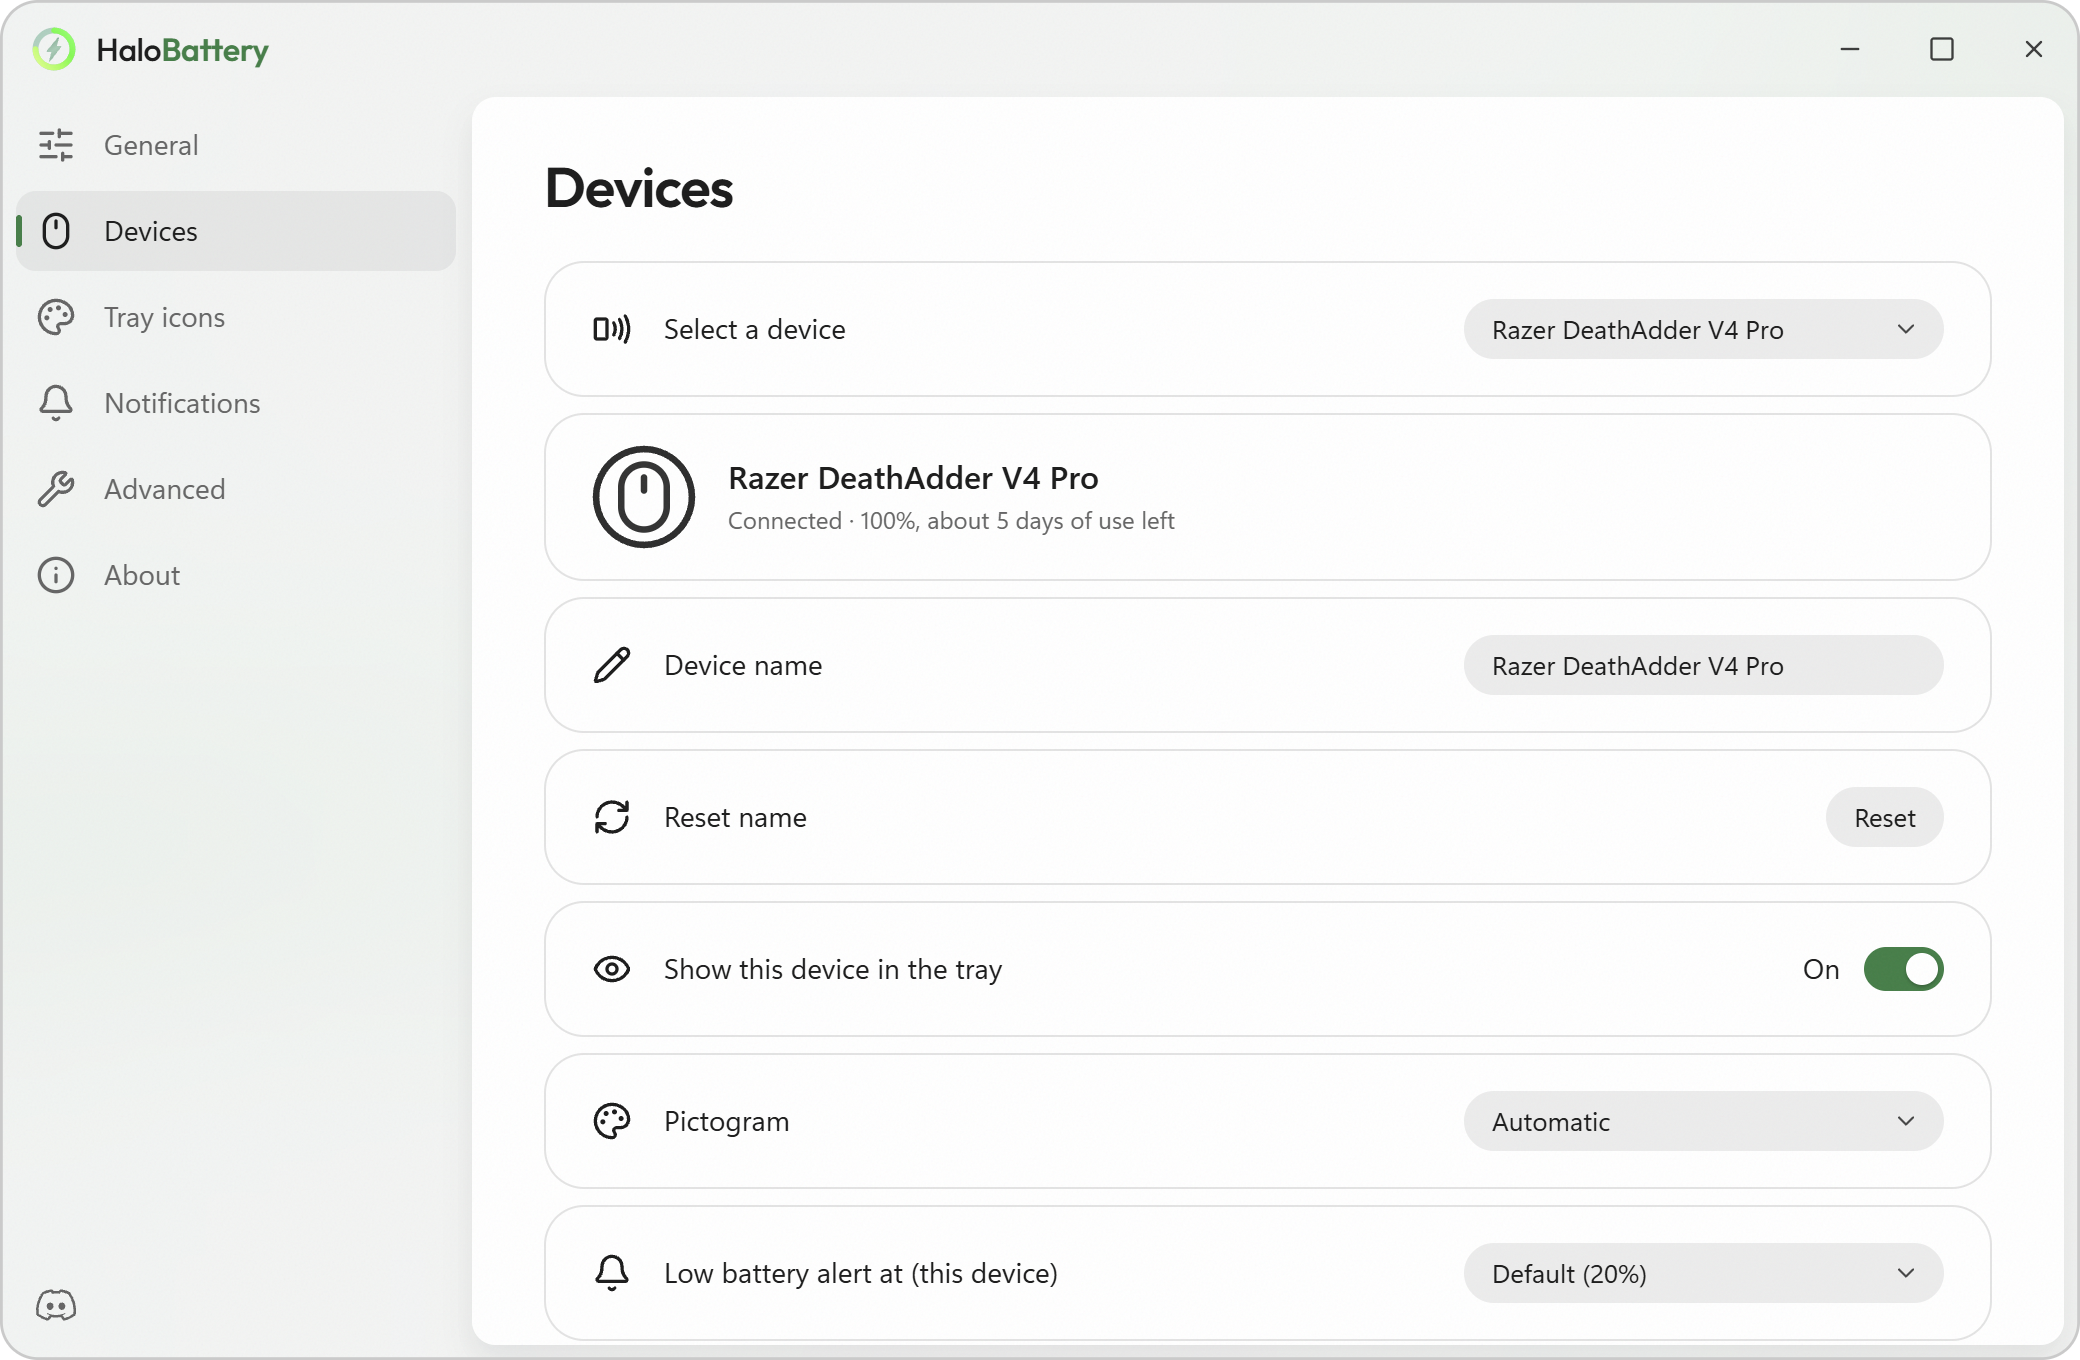 HaloBattery
General
Devices
Tray icons
Notifications
Advanced
About
Devices
Select a device
Razer DeathAdder V4 Pro
Razer DeathAdder V4 Pro
Connected · 100%, about 5 days of use left
Device name
Razer DeathAdder V4 Pro
Reset name
Reset
Show this device in the tray
On
Pictogram
Automatic
Low battery alert at (this device)
Default (20%)